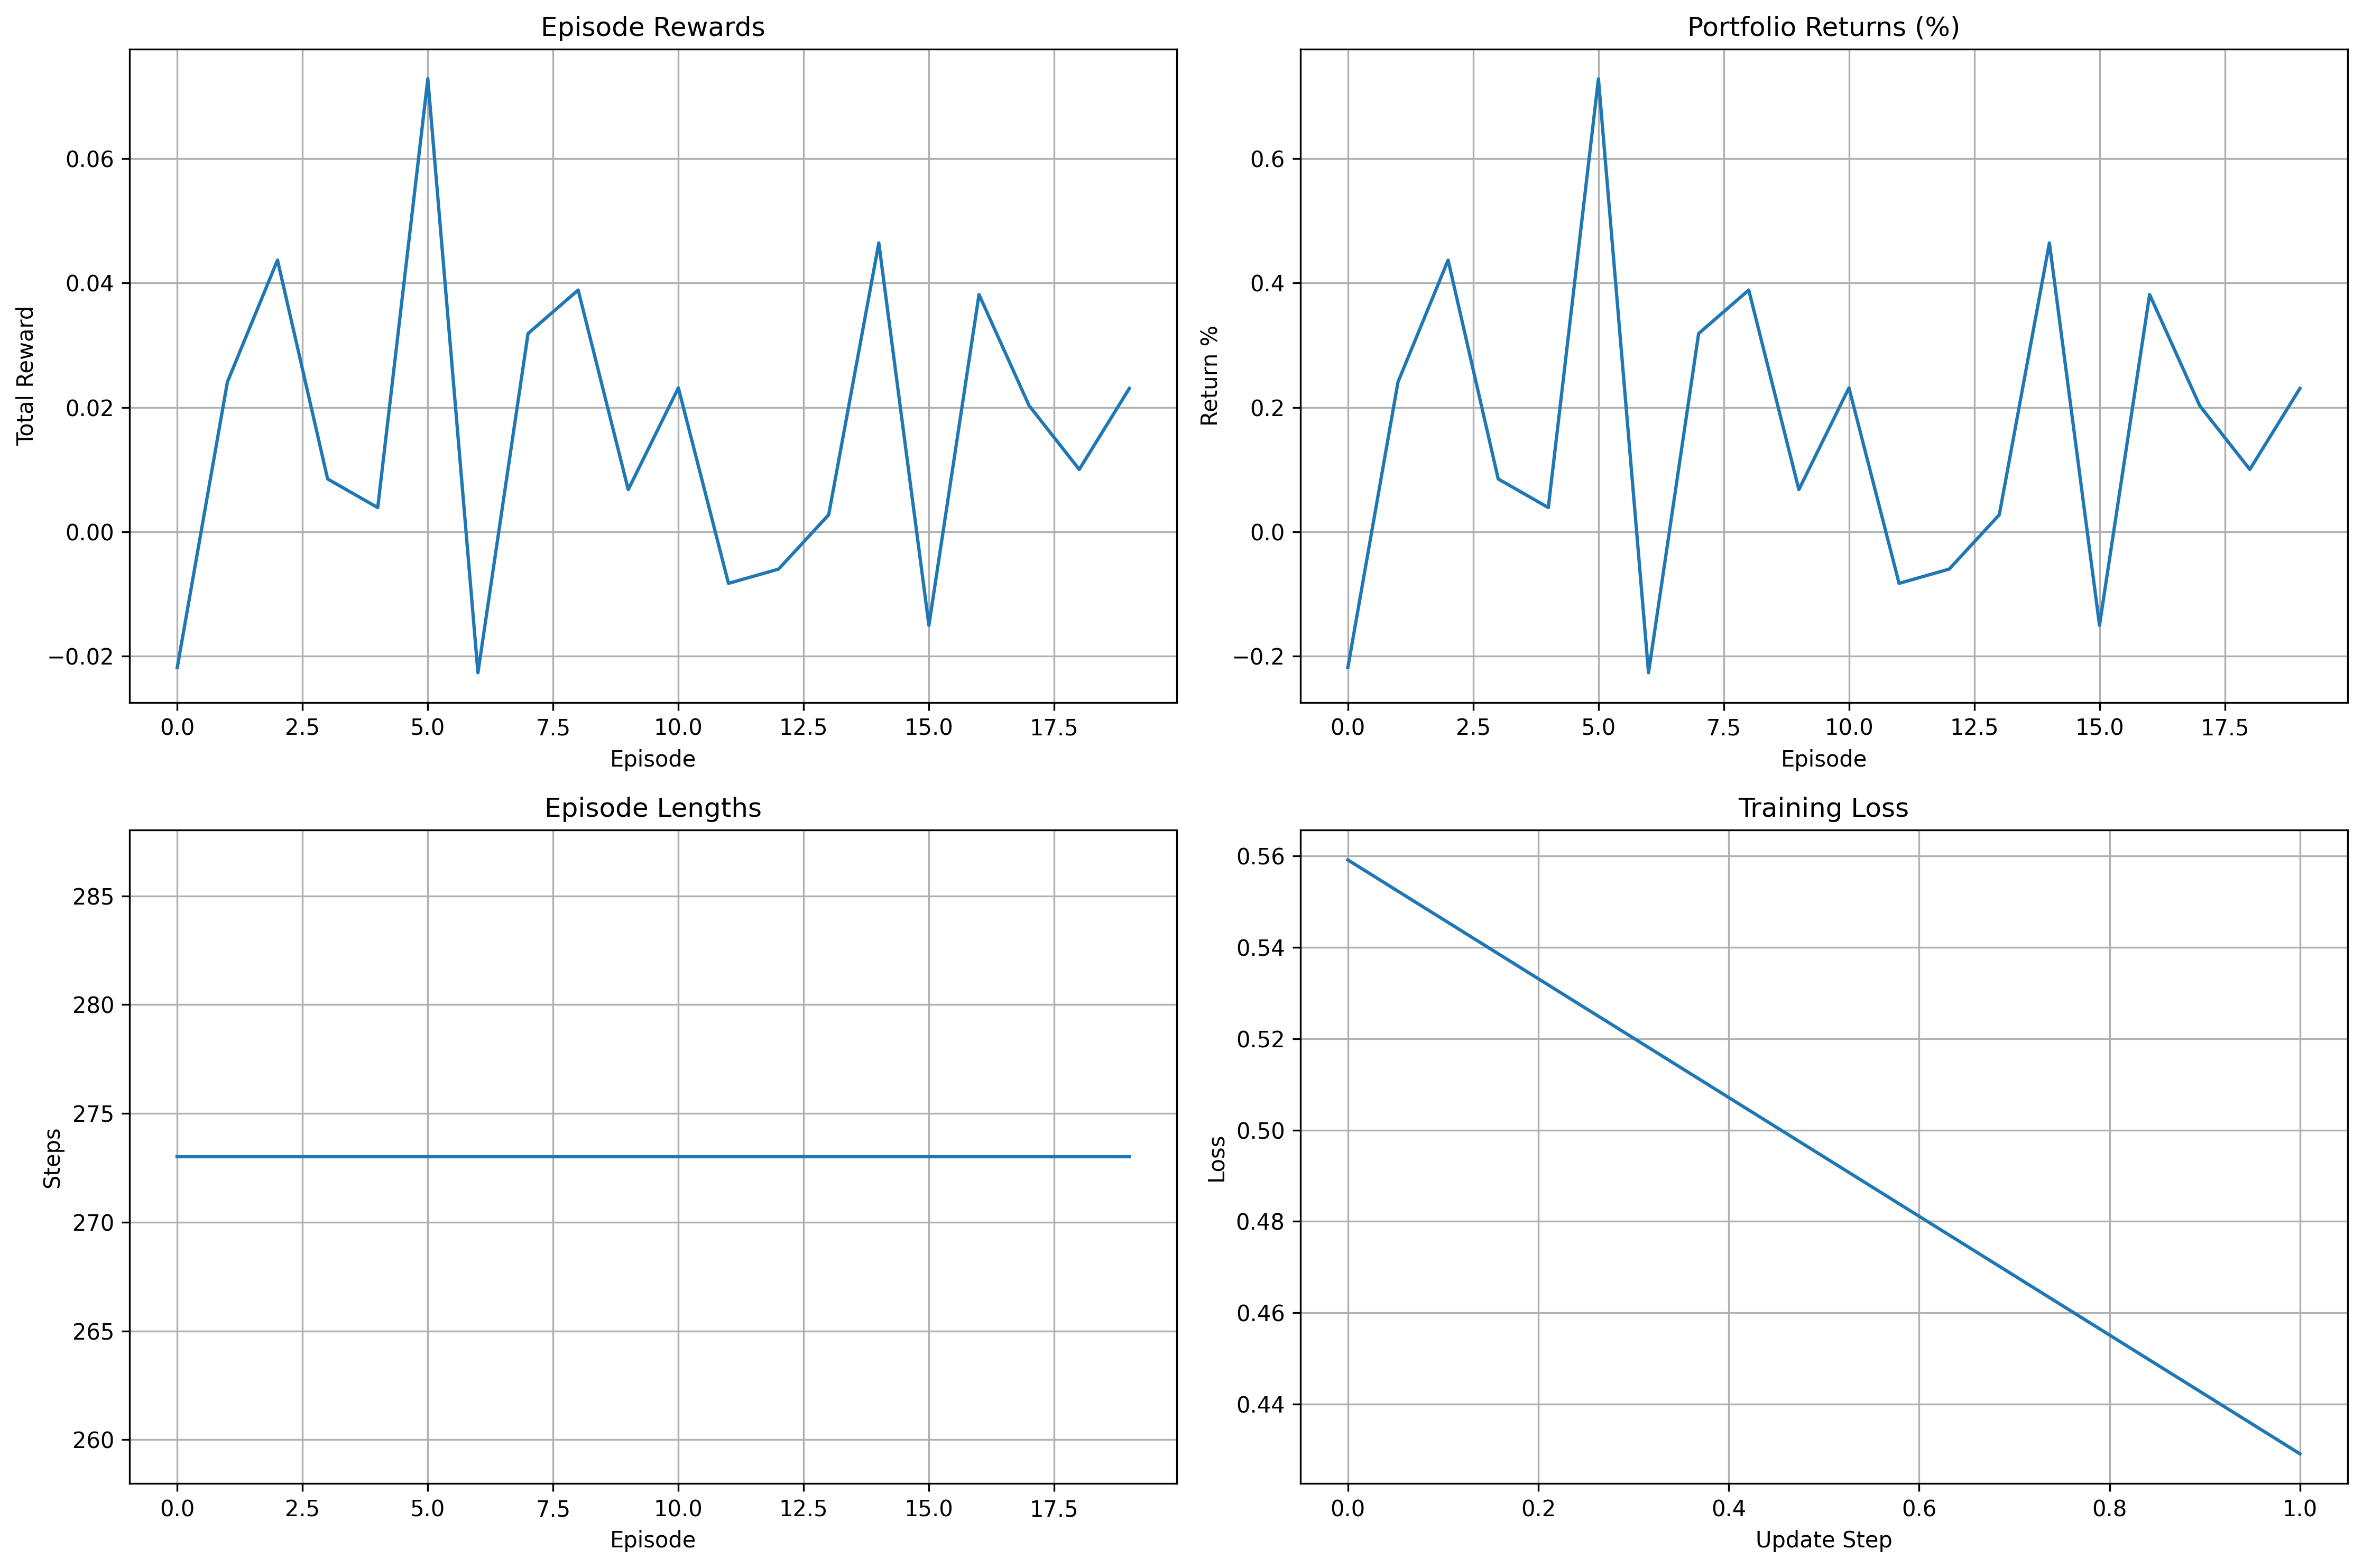 Episode Rewards
Total Reward
0.06
0.04
0.02
0.00
−0.02
0.0 2.5 5.0 7.5 10.0 12.5 15.0 17.5
Episode
Portfolio Returns (%)
Return %
0.6
0.4
0.2
0.0
−0.2
0.0 2.5 5.0 7.5 10.0 12.5 15.0 17.5
Episode
Episode Lengths
Steps
285
280
275
270
265
260
0.0 2.5 5.0 7.5 10.0 12.5 15.0 17.5
Episode
Training Loss
Loss
0.56
0.54
0.52
0.50
0.48
0.46
0.44
0.0 0.2 0.4 0.6 0.8 1.0
Update Step